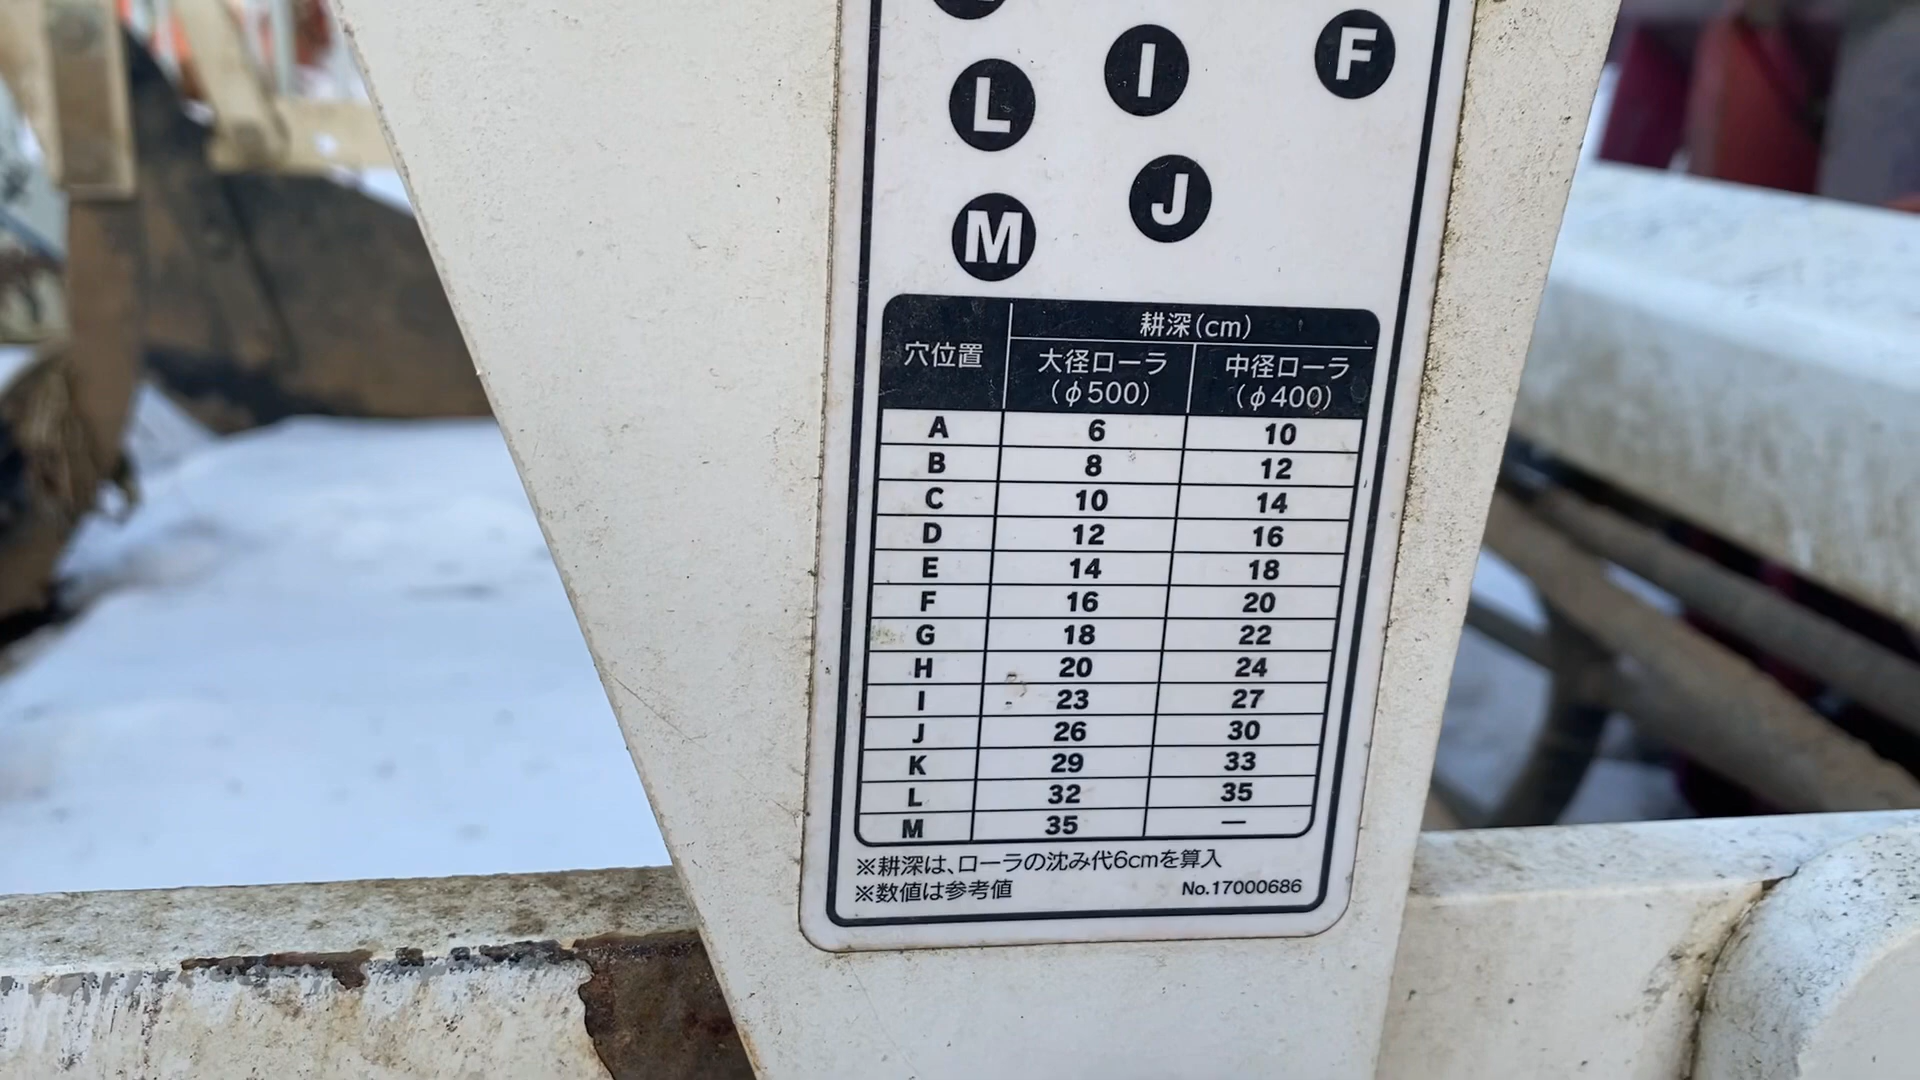 I
F
L
J
M
穴位置 耕深(cm)
大径ローラ 中径ローラ
(φ500) (φ400)
A 6 10
B 8 12
C 10 14
D 12 16
E 14 18
F 16 20
G 18 22
H 20 24
I 23 27
J 26 30
K 29 33
L 32 35
M 35 —
※耕深は、ローラの沈み代6cmを算入
※数値は参考値 No.17000686